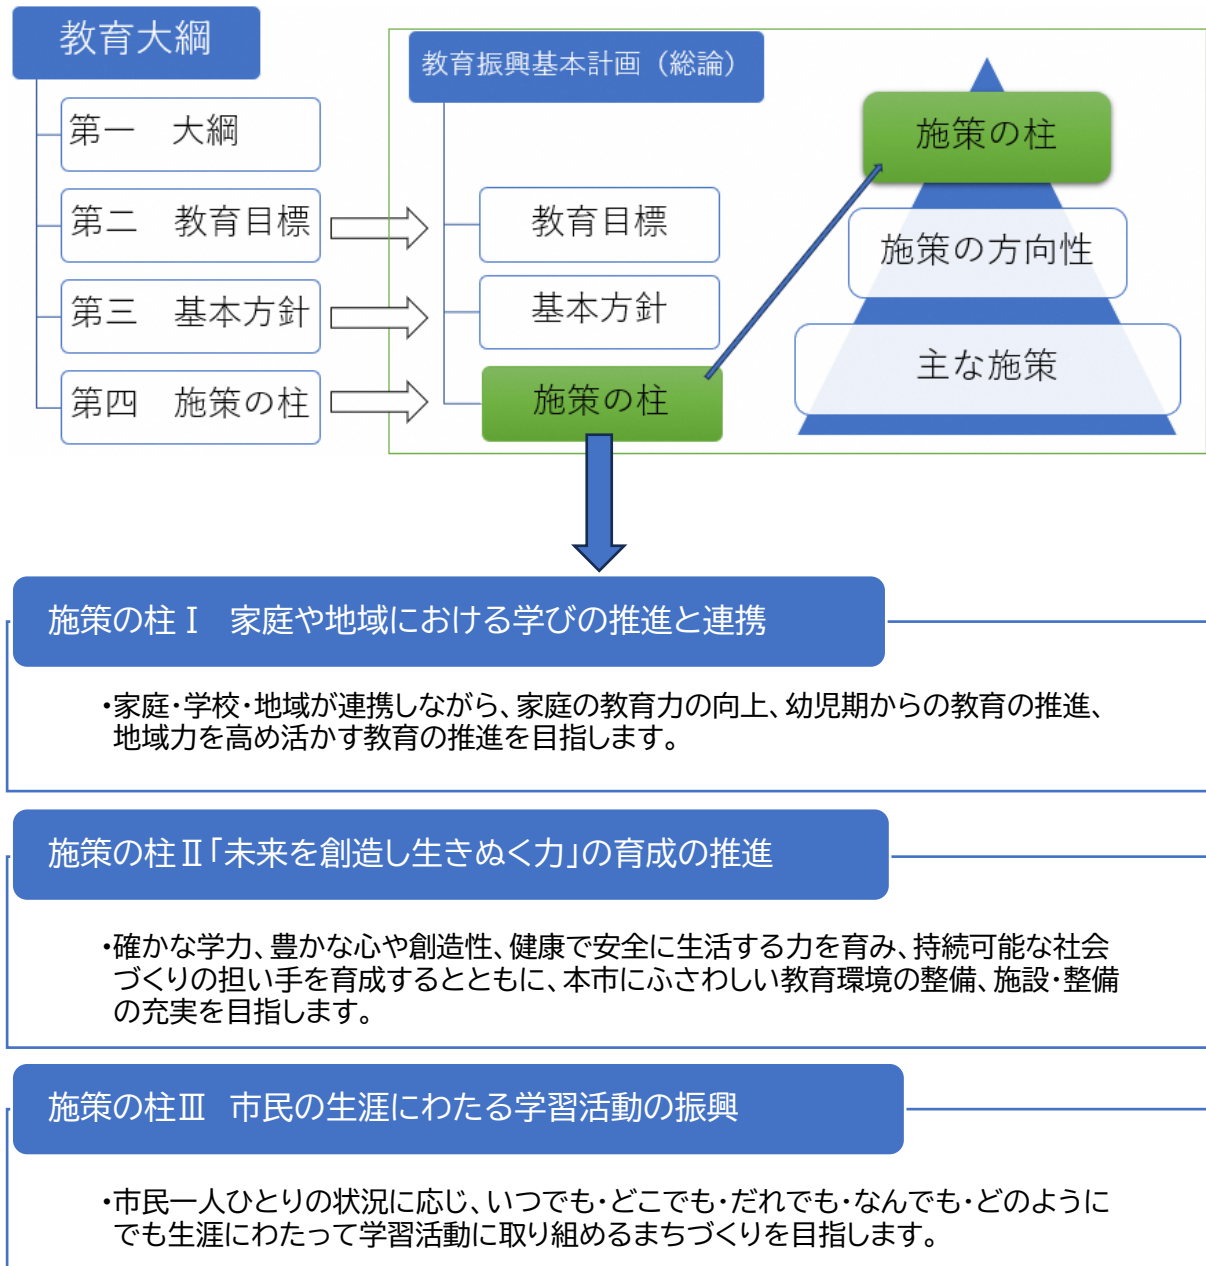 教育大綱
第一　大綱
第二　教育目標
第三　基本方針
第四　施策の柱
教育振興基本計画（総論）
教育目標
基本方針
施策の柱
施策の柱
施策の方向性
主な施策
施策の柱Ⅰ　家庭や地域における学びの推進と連携
・家庭・学校・地域が連携しながら、家庭の教育力の向上、幼児期からの教育の推進、
地域力を高め活かす教育の推進を目指します。
施策の柱Ⅱ「未来を創造し生きぬく力」の育成の推進
・確かな学力、豊かな心や創造性、健康で安全に生活する力を育み、持続可能な社会
づくりの担い手を育成するとともに、本市にふさわしい教育環境の整備、施設・整備
の充実を目指します。
施策の柱Ⅲ　市民の生涯にわたる学習活動の振興
・市民一人ひとりの状況に応じ、いつでも・どこでも・だれでも・なんでも・どのように
でも生涯にわたって学習活動に取り組めるまちづくりを目指します。